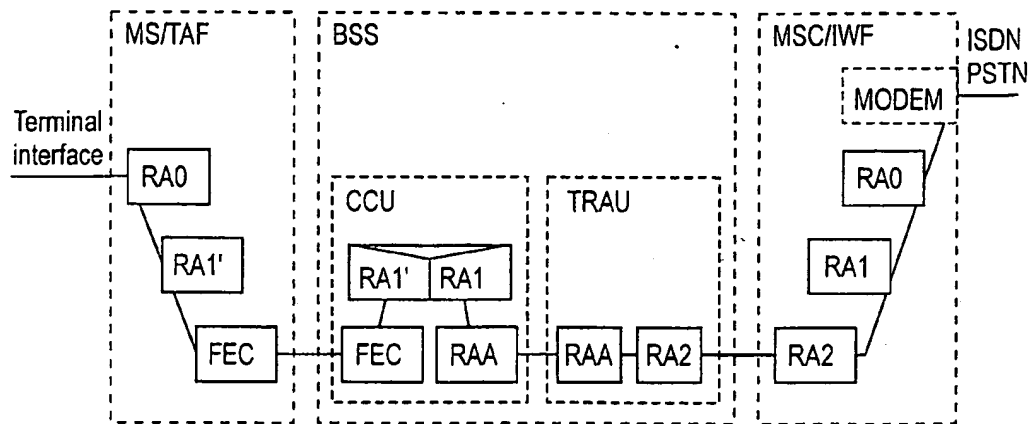 MS/TAF
BSS
MSC/IWF
ISDN
PSTN
MODEM
Terminal
interface
RA0
RA0
CCU
TRAU
RA1'
RA1'
RA1
RA1
FEC
FEC
RAA
RAA
RA2
RA2